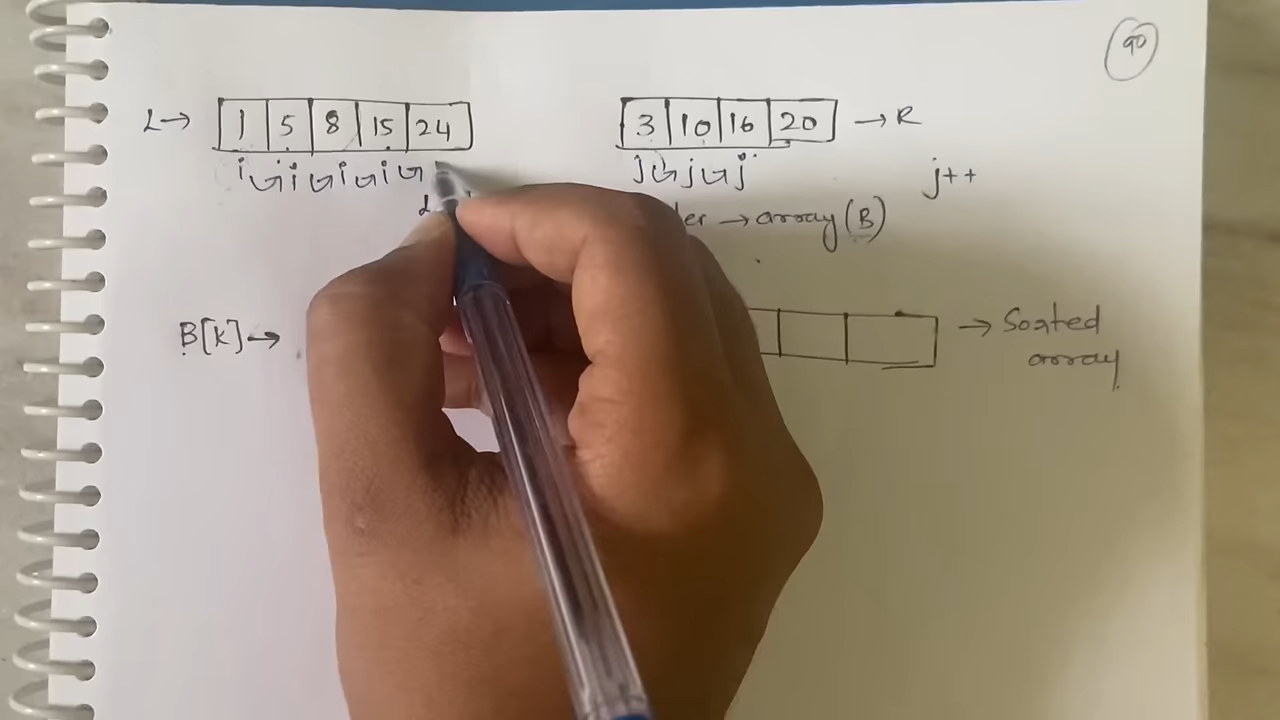 90
L→ 1 5 8 15 24 3 10 16 20 →R
i i i i j j j j++
→array(B)
B[K]→ →Sorted
array